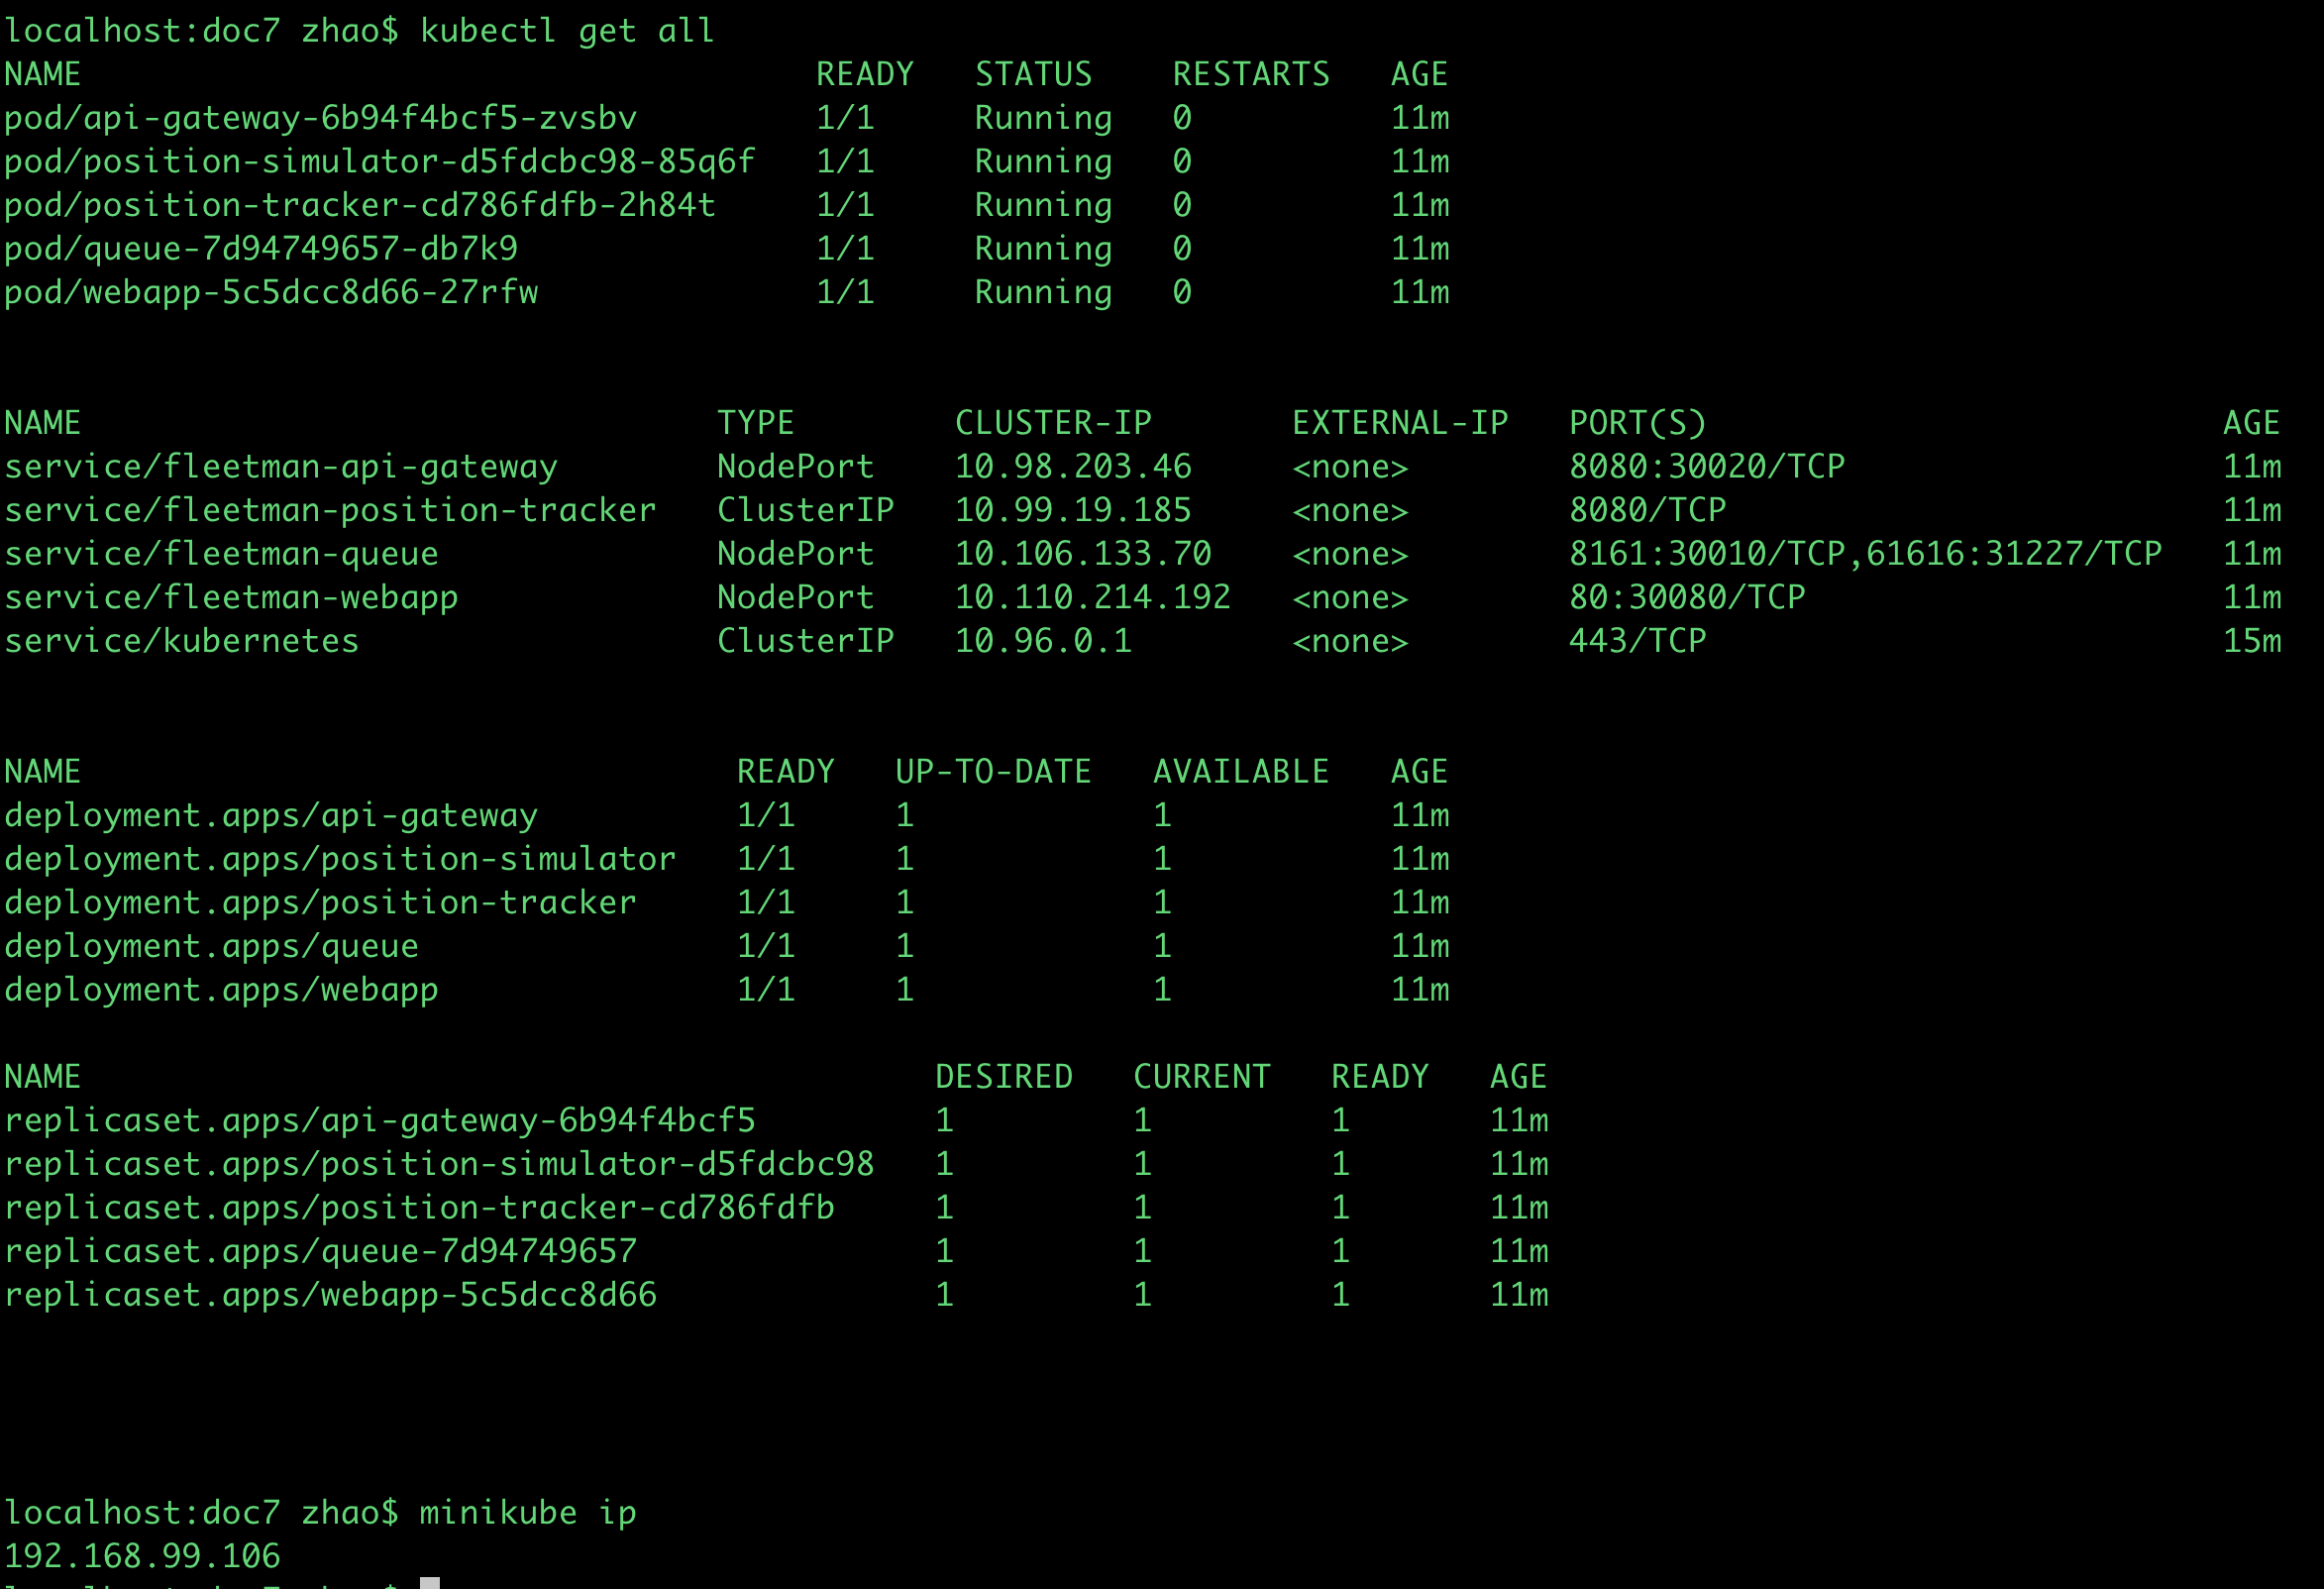 localhost:doc7 zhao$ kubectl get all
NAME READY STATUS RESTARTS AGE
pod/api-gateway-6b94f4bcf5-zvsbv 1/1 Running 0 11m
pod/position-simulator-d5fdcbc98-85q6f 1/1 Running 0 11m
pod/position-tracker-cd786fdfb-2h84t 1/1 Running 0 11m
pod/queue-7d94749657-db7k9 1/1 Running 0 11m
pod/webapp-5c5dcc8d66-27rfw 1/1 Running 0 11m
NAME TYPE CLUSTER-IP EXTERNAL-IP PORT(S) AGE
service/fleetman-api-gateway NodePort 10.98.203.46 <none> 8080:30020/TCP 11m
service/fleetman-position-tracker ClusterIP 10.99.19.185 <none> 8080/TCP 11m
service/fleetman-queue NodePort 10.106.133.70 <none> 8161:30010/TCP,61616:31227/TCP 11m
service/fleetman-webapp NodePort 10.110.214.192 <none> 80:30080/TCP 11m
service/kubernetes ClusterIP 10.96.0.1 <none> 443/TCP 15m
NAME READY UP-TO-DATE AVAILABLE AGE
deployment.apps/api-gateway 1/1 1 1 11m
deployment.apps/position-simulator 1/1 1 1 11m
deployment.apps/position-tracker 1/1 1 1 11m
deployment.apps/queue 1/1 1 1 11m
deployment.apps/webapp 1/1 1 1 11m
NAME DESIRED CURRENT READY AGE
replicaset.apps/api-gateway-6b94f4bcf5 1 1 1 11m
replicaset.apps/position-simulator-d5fdcbc98 1 1 1 11m
replicaset.apps/position-tracker-cd786fdfb 1 1 1 11m
replicaset.apps/queue-7d94749657 1 1 1 11m
replicaset.apps/webapp-5c5dcc8d66 1 1 1 11m
localhost:doc7 zhao$ minikube ip
192.168.99.106